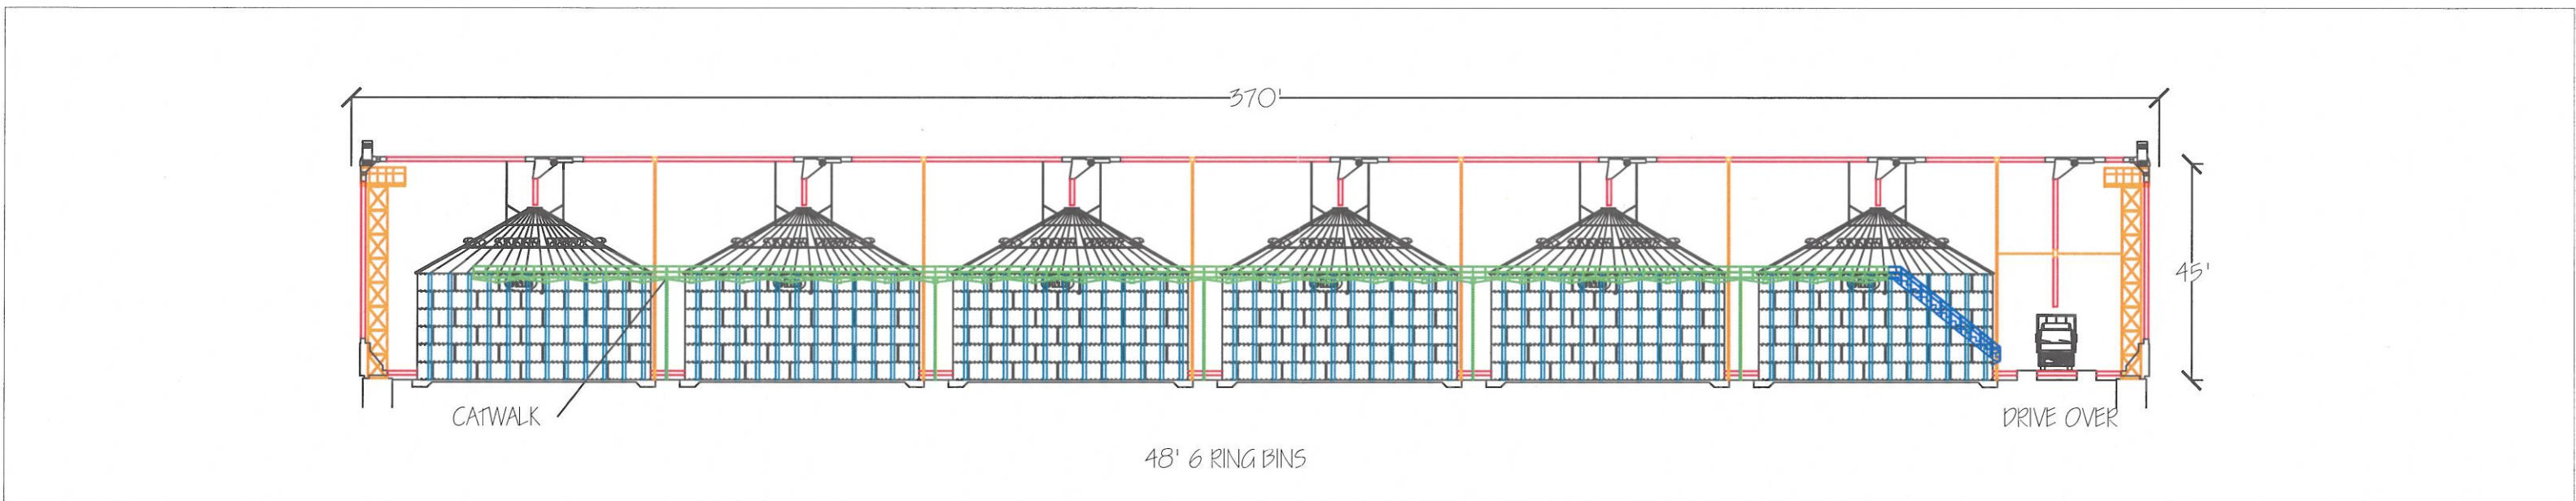 370'
45'
CATWALK
DRIVE OVER
48' 6 RING BINS